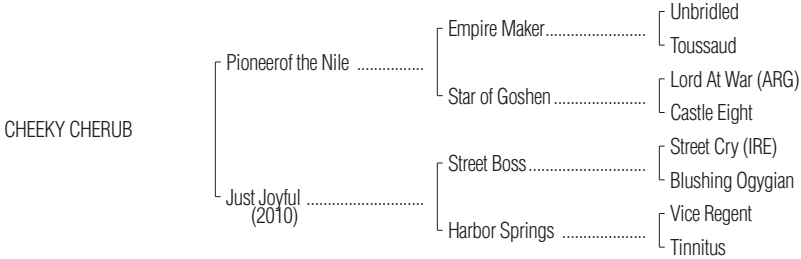 Unbridled
Empire Maker.........................
Toussaud
Pioneerof the Nile ................
Lord At War (ARG)
Star of Goshen .......................
Castle Eight
CHEEKY CHERUB
Street Cry (IRE)
Street Boss.............................
Blushing Ogygian
Just Joyful ............................
(2010)
Vice Regent
Harbor Springs .....................
Tinnitus